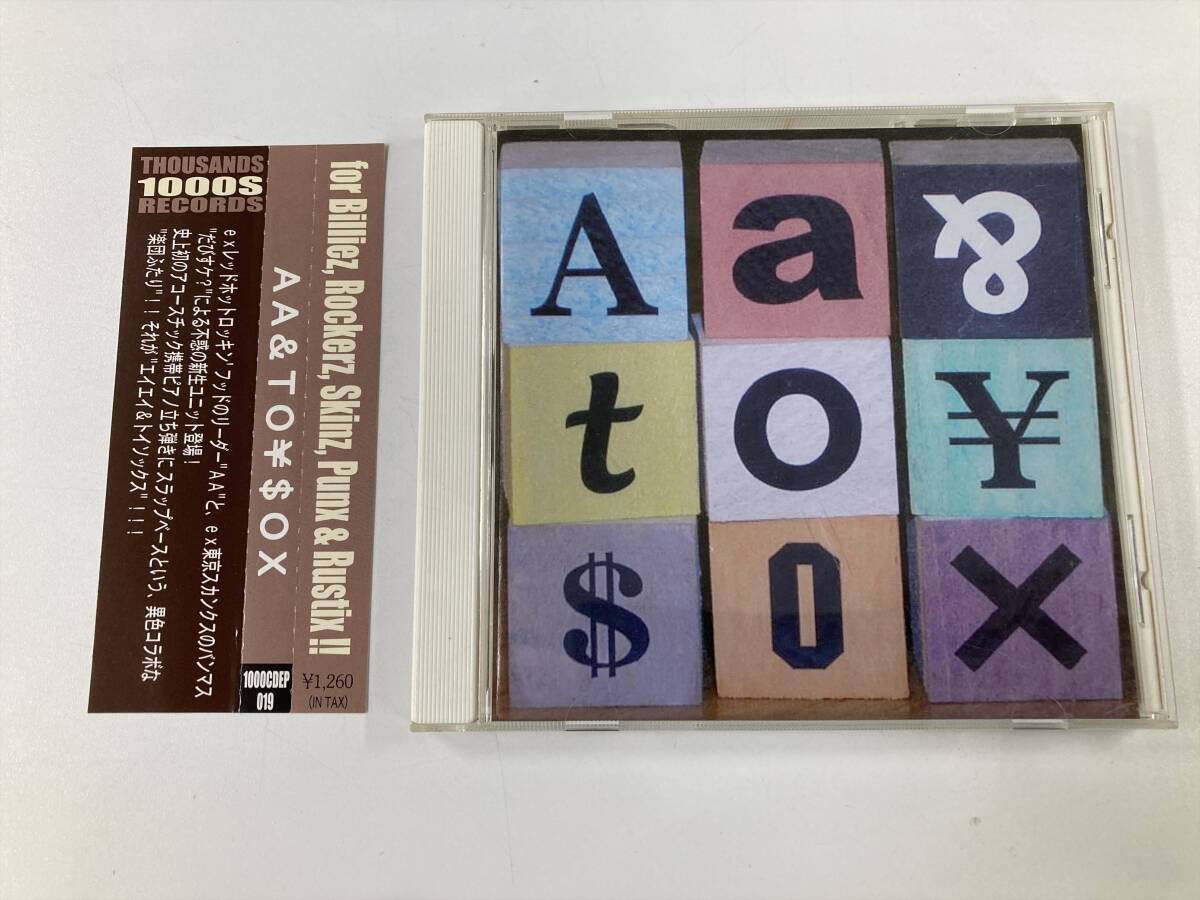 THOUSANDS
1000S
RECORDS
exレッドホットロッキン'フッドのリーダー"AA"と、ex東京スカンクスのバンマス
"だびすケ?"による不惑の新生ユニット登場!
史上初のアコースチック携帯ピアノ立ち弾きにスラップベースという、異色コラボな
"楽団ふたり"!! それが"エイエイ&トイソックス"!!!
AA&TO¥$OX
for Billiez, Rockerz, Skinz, Punx & Rustix !!
1000CDEP
019
¥1,260
(IN TAX)
A a &
t o ¥
$ O X